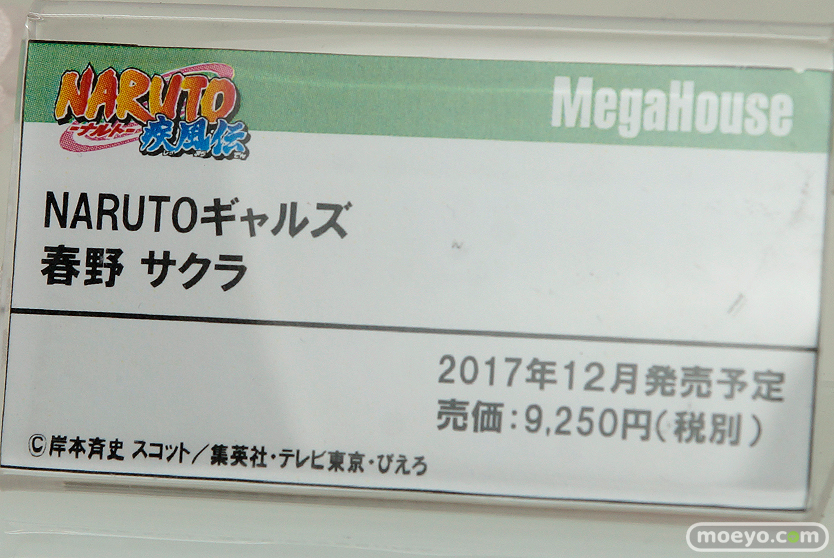 NARUTO
-ナルト-
疾風伝
MegaHouse
NARUTOギャルズ
春野 サクラ
2017年12月発売予定
売価:9,250円(税別)
©岸本斉史 スコット/集英社・テレビ東京・ぴえろ
moeyo.com